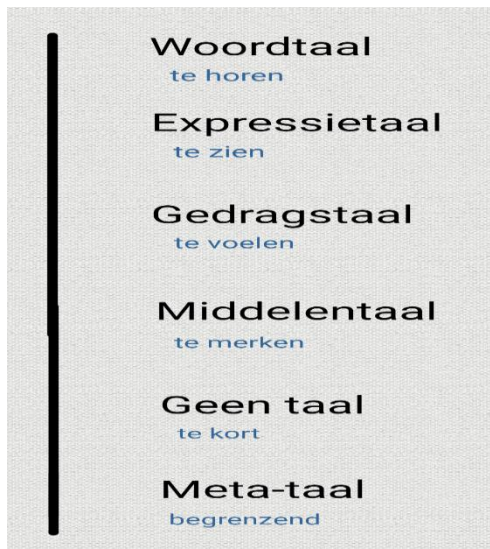 Woordtaal
te horen
Expressietaal
te zien
Gedragstaal
te voelen
Middelentaal
te merken
Geen taal
te kort
Meta-taal
begrenzend